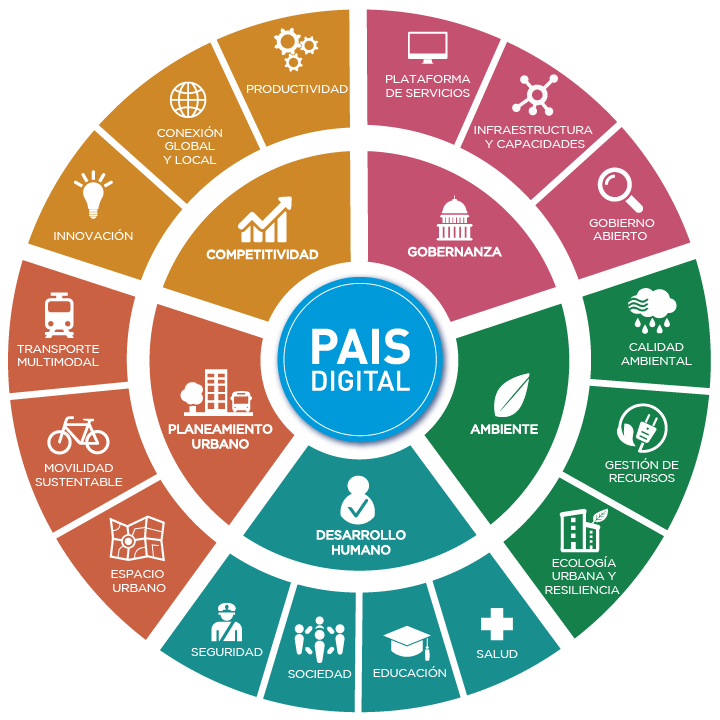 PAIS
DIGITAL
GOBERNANZA
PLATAFORMA
DE SERVICIOS
INFRAESTRUCTURA
Y CAPACIDADES
GOBIERNO
ABIERTO
AMBIENTE
CALIDAD
AMBIENTAL
GESTIÓN DE
RECURSOS
ECOLOGÍA
URBANA Y
RESILIENCIA
DESARROLLO
HUMANO
SALUD
EDUCACIÓN
SOCIEDAD
SEGURIDAD
PLANEAMIENTO
URBANO
ESPACIO
URBANO
MOVILIDAD
SUSTENTABLE
TRANSPORTE
MULTIMODAL
COMPETITIVIDAD
INNOVACIÓN
CONEXIÓN
GLOBAL
Y LOCAL
PRODUCTIVIDAD